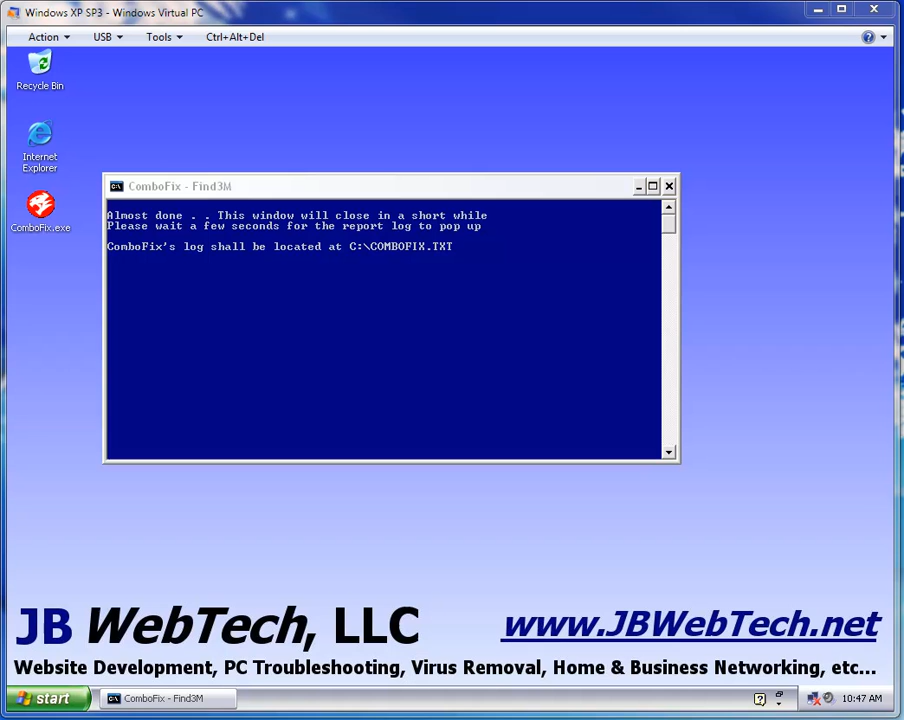 Windows XP SP3 - Windows Virtual PC
Action USB Tools Ctrl+Alt+Del
Recycle Bin
Internet
Explorer
ComboFix.exe
ComboFix - Find3M
Almost done . . This window will close in a short while
Please wait a few seconds for the report log to pop up
ComboFix's log shall be located at C:\COMBOFIX.TXT
JB WebTech, LLC
www.JBWebTech.net
Website Development, PC Troubleshooting, Virus Removal, Home & Business Networking, etc...
start ComboFix - Find3M 10:47 AM